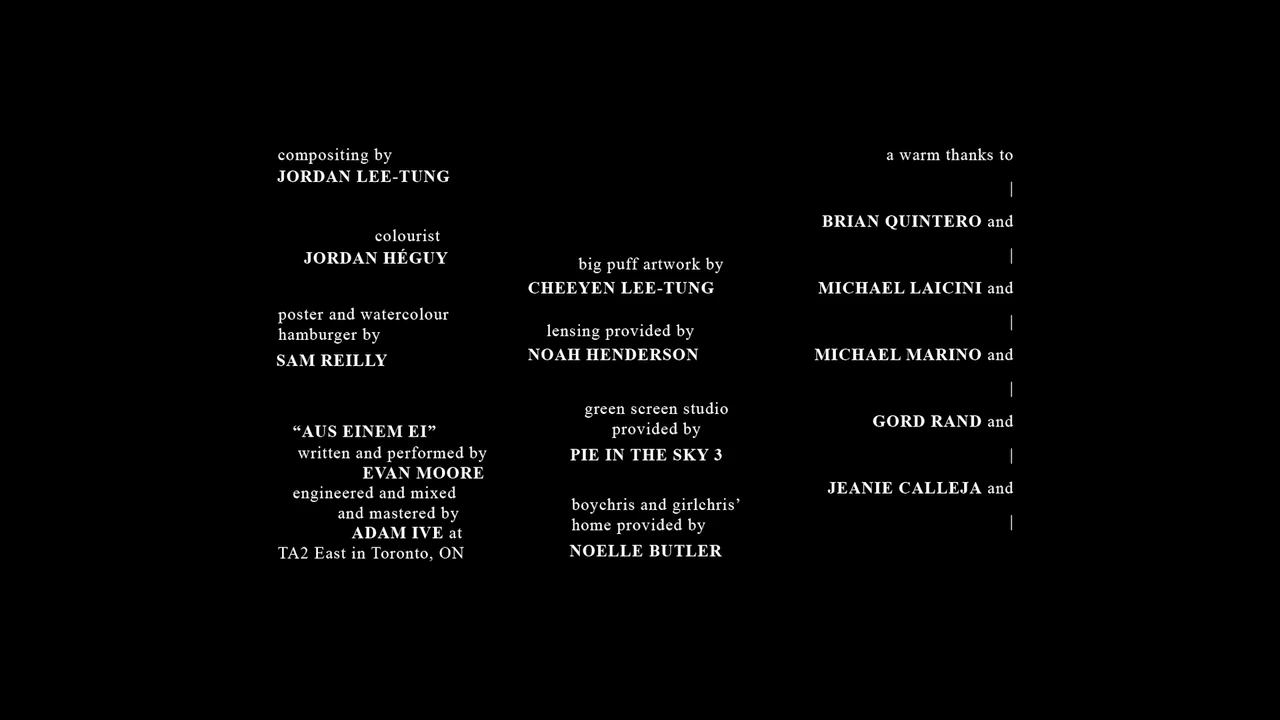 compositing by
JORDAN LEE-TUNG
colourist
JORDAN HÉGUY
poster and watercolour
hamburger by
SAM REILLY
“AUS EINEM EI”
written and performed by
EVAN MOORE
engineered and mixed
and mastered by
ADAM IVE at
TA2 East in Toronto, ON
big puff artwork by
CHEEYEN LEE-TUNG
lensing provided by
NOAH HENDERSON
green screen studio
provided by
PIE IN THE SKY 3
boychris and girlchris’
home provided by
NOELLE BUTLER
a warm thanks to
|
BRIAN QUINTERO and
|
MICHAEL LAICINI and
|
MICHAEL MARINO and
|
GORD RAND and
|
JEANIE CALLEJA and
|